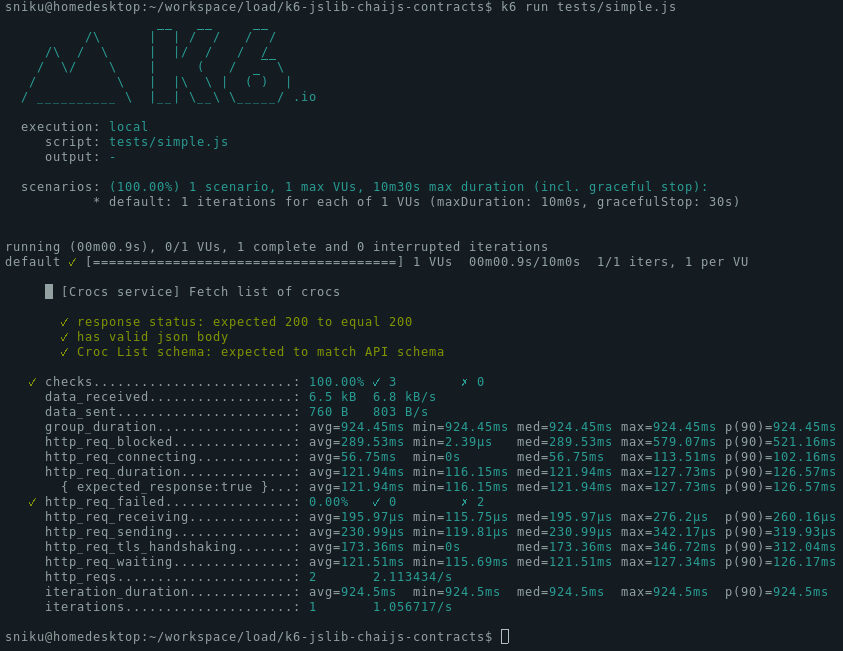 sniku@homedesktop:~/workspace/load/k6-jslib-chaijs-contracts$ k6 run tests/simple.js
.io
execution: local
script: tests/simple.js
output: -
scenarios: (100.00%) 1 scenario, 1 max VUs, 10m30s max duration (incl. graceful stop):
* default: 1 iterations for each of 1 VUs (maxDuration: 10m0s, gracefulStop: 30s)
running (00m00.9s), 0/1 VUs, 1 complete and 0 interrupted iterations
default ✓ [======================================] 1 VUs  00m00.9s/10m0s  1/1 iters, 1 per VU
█ [Crocs service] Fetch list of crocs
✓ response status: expected 200 to equal 200
✓ has valid json body
✓ Croc List schema: expected to match API schema
✓ checks.........................: 100.00% ✓ 3        ✗ 0
data_received..................: 6.5 kB  6.8 kB/s
data_sent......................: 760 B   803 B/s
group_duration.................: avg=924.45ms min=924.45ms med=924.45ms max=924.45ms p(90)=924.45ms
http_req_blocked...............: avg=289.53ms min=2.39µs   med=289.53ms max=579.07ms p(90)=521.16ms
http_req_connecting............: avg=56.75ms  min=0s       med=56.75ms  max=113.51ms p(90)=102.16ms
http_req_duration..............: avg=121.94ms min=116.15ms med=121.94ms max=127.73ms p(90)=126.57ms
{ expected_response:true }...: avg=121.94ms min=116.15ms med=121.94ms max=127.73ms p(90)=126.57ms
✓ http_req_failed................: 0.00%   ✓ 0        ✗ 2
http_req_receiving.............: avg=195.97µs min=115.75µs med=195.97µs max=276.2µs  p(90)=260.16µs
http_req_sending...............: avg=230.99µs min=119.81µs med=230.99µs max=342.17µs p(90)=319.93µs
http_req_tls_handshaking.......: avg=173.36ms min=0s       med=173.36ms max=346.72ms p(90)=312.04ms
http_req_waiting...............: avg=121.51ms min=115.69ms med=121.51ms max=127.34ms p(90)=126.17ms
http_reqs......................: 2       2.113434/s
iteration_duration.............: avg=924.5ms  min=924.5ms  med=924.5ms  max=924.5ms  p(90)=924.5ms
iterations.....................: 1       1.056717/s
sniku@homedesktop:~/workspace/load/k6-jslib-chaijs-contracts$